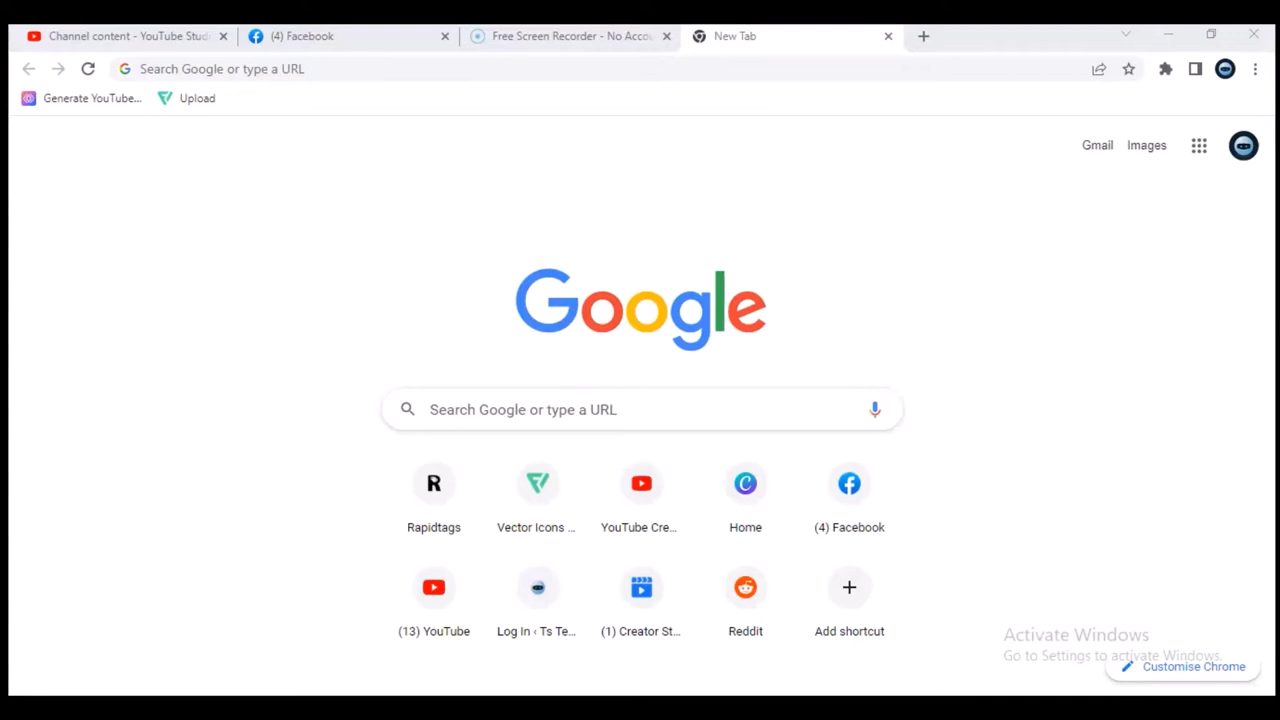 Channel content - YouTube Stud
(4) Facebook
Free Screen Recorder - No Accou
New Tab
Search Google or type a URL
Generate YouTube...
Upload
Gmail
Images
Google
Search Google or type a URL
Rapidtags
Vector Icons ...
YouTube Cre...
Home
(4) Facebook
(13) YouTube
Log In ‹ Ts Te...
(1) Creator St...
Reddit
Add shortcut
Activate Windows
Go to Settings to activate Windows.
Customise Chrome